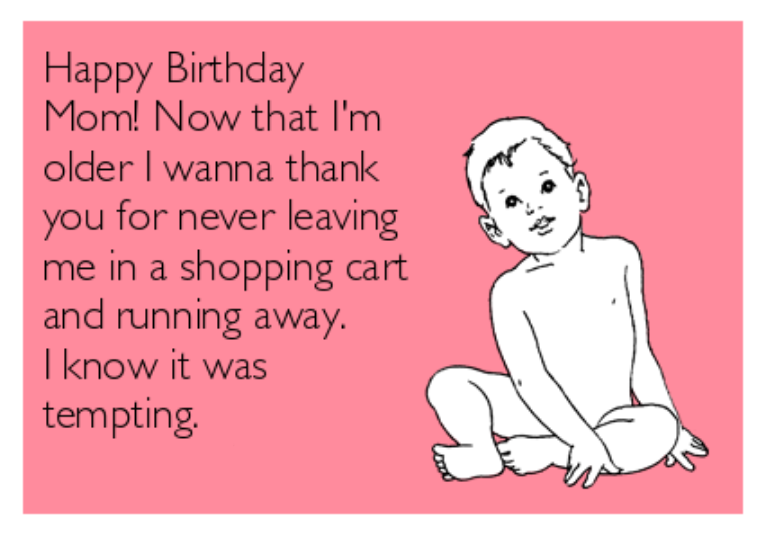 Happy Birthday
Mom! Now that I'm
older I wanna thank
you for never leaving
me in a shopping cart
and running away.
I know it was
tempting.